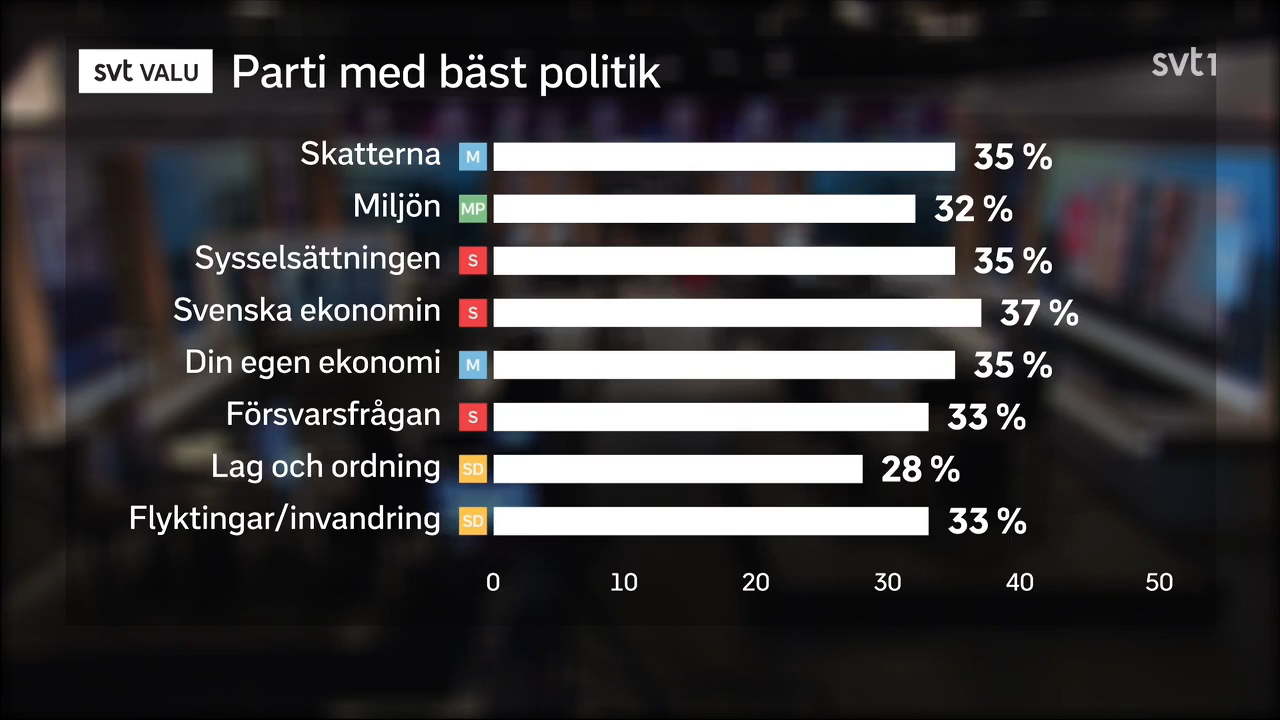 svt VALU Parti med bäst politik
svt1
Skatterna M 35 %
Miljön MP 32 %
Sysselsättningen S 35 %
Svenska ekonomin S 37 %
Din egen ekonomi M 35 %
Försvarsfrågan S 33 %
Lag och ordning SD 28 %
Flyktingar/invandring SD 33 %
0 10 20 30 40 50